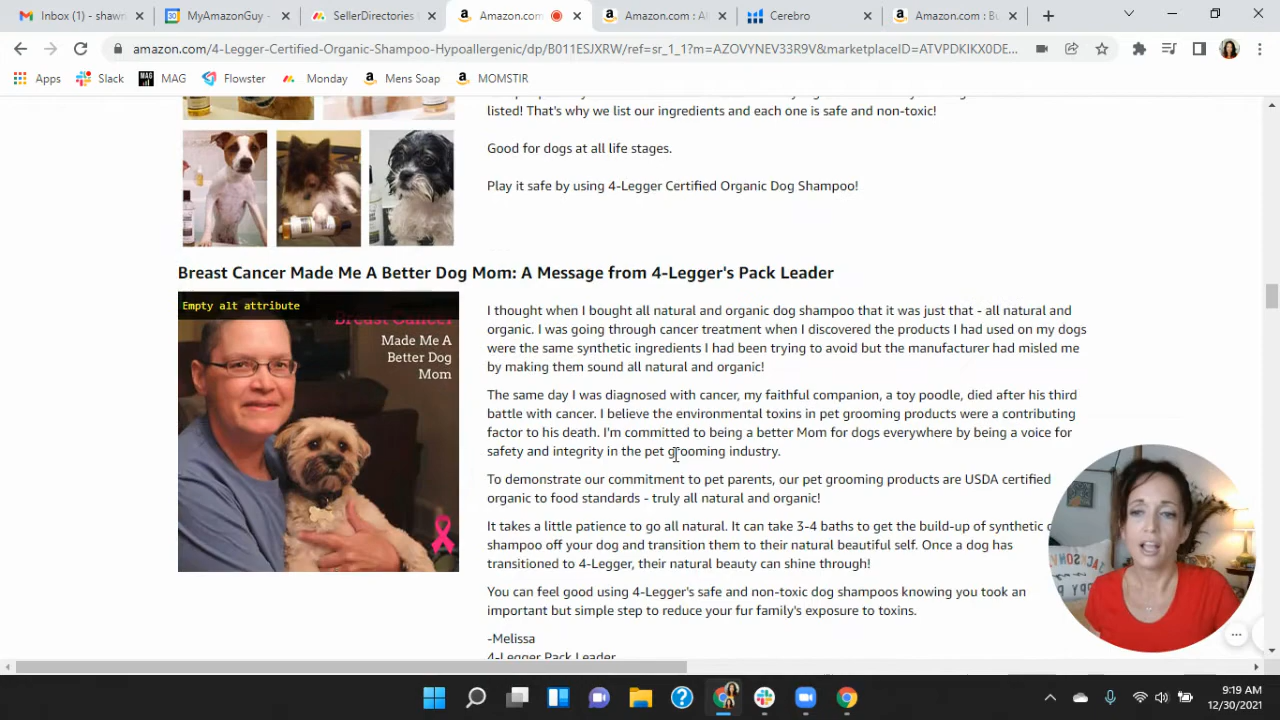 Inbox (1) - shawn
MyAmazonGuy -
SellerDirectories
Amazon.com
Amazon.com : A
Cerebro
Amazon.com : Bu
amazon.com/4-Legger-Certified-Organic-Shampoo-Hypoallergenic/dp/B011ESJXRW/ref=sr_1_1?m=AZOVYNEV33R9V&marketplaceID=ATVPDKIKX0DE...
Apps
Slack
MAG
Flowster
Monday
Mens Soap
MOMSTIR
listed! That's why we list our ingredients and each one is safe and non-toxic!
Good for dogs at all life stages.
Play it safe by using 4-Legger Certified Organic Dog Shampoo!
Breast Cancer Made Me A Better Dog Mom: A Message from 4-Legger's Pack Leader
Empty alt attribute
Breast Cancer
Made Me A
Better Dog
Mom
I thought when I bought all natural and organic dog shampoo that it was just that - all natural and
organic. I was going through cancer treatment when I discovered the products I had used on my dogs
were the same synthetic ingredients I had been trying to avoid but the manufacturer had misled me
by making them sound all natural and organic!
The same day I was diagnosed with cancer, my faithful companion, a toy poodle, died after his third
battle with cancer. I believe the environmental toxins in pet grooming products were a contributing
factor to his death. I'm committed to being a better Mom for dogs everywhere by being a voice for
safety and integrity in the pet grooming industry.
To demonstrate our commitment to pet parents, our pet grooming products are USDA certified
organic to food standards - truly all natural and organic!
It takes a little patience to go all natural. It can take 3-4 baths to get the build-up of synthetic
shampoo off your dog and transition them to their natural beautiful self. Once a dog has
transitioned to 4-Legger, their natural beauty can shine through!
You can feel good using 4-Legger's safe and non-toxic dog shampoos knowing you took an
important but simple step to reduce your fur family's exposure to toxins.
-Melissa
4-Legger Pack Leader
9:19 AM
12/30/2021